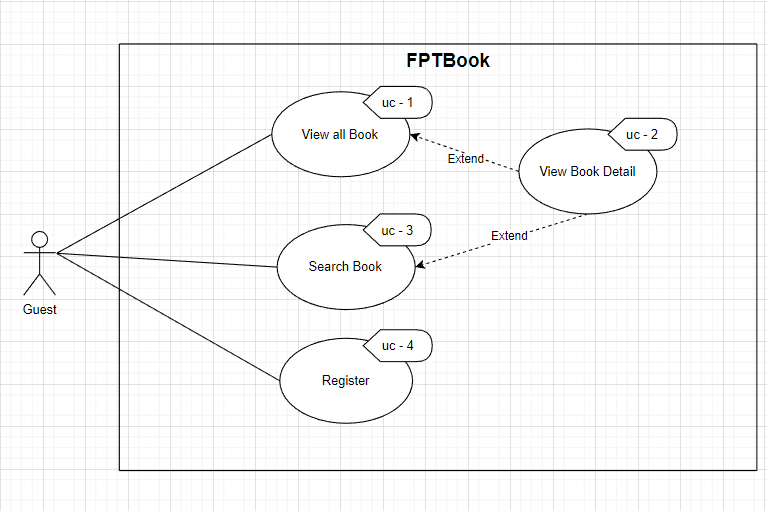 FPTBook
uc - 1
View all Book
uc - 2
View Book Detail
Extend
Extend
uc - 3
Search Book
Guest
uc - 4
Register